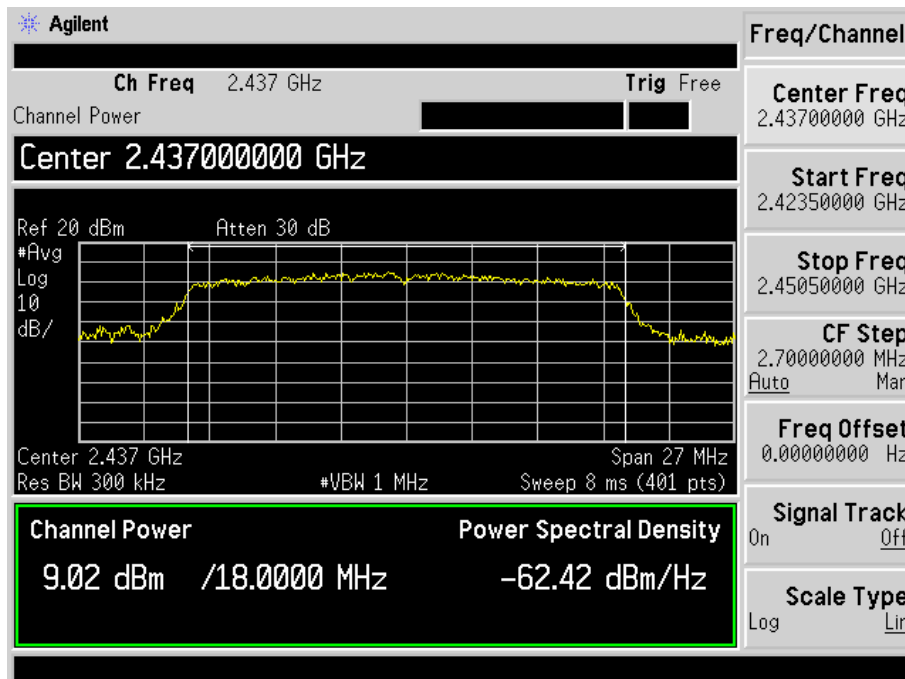 Agilent
Ch Freq 2.437 GHz Trig Free
Channel Power
Center 2.437000000 GHz
Ref 20 dBm Atten 30 dB
#Avg
Log
10
dB/
Center 2.437 GHz Span 27 MHz
Res BW 300 kHz #VBW 1 MHz Sweep 8 ms (401 pts)
Channel Power Power Spectral Density
9.02 dBm /18.0000 MHz -62.42 dBm/Hz
Freq/Channel
Center Freq
2.43700000 GHz
Start Freq
2.42350000 GHz
Stop Freq
2.45050000 GHz
CF Step
2.70000000 MHz
Auto Man
Freq Offset
0.00000000 Hz
Signal Track
On Off
Scale Type
Log Lin